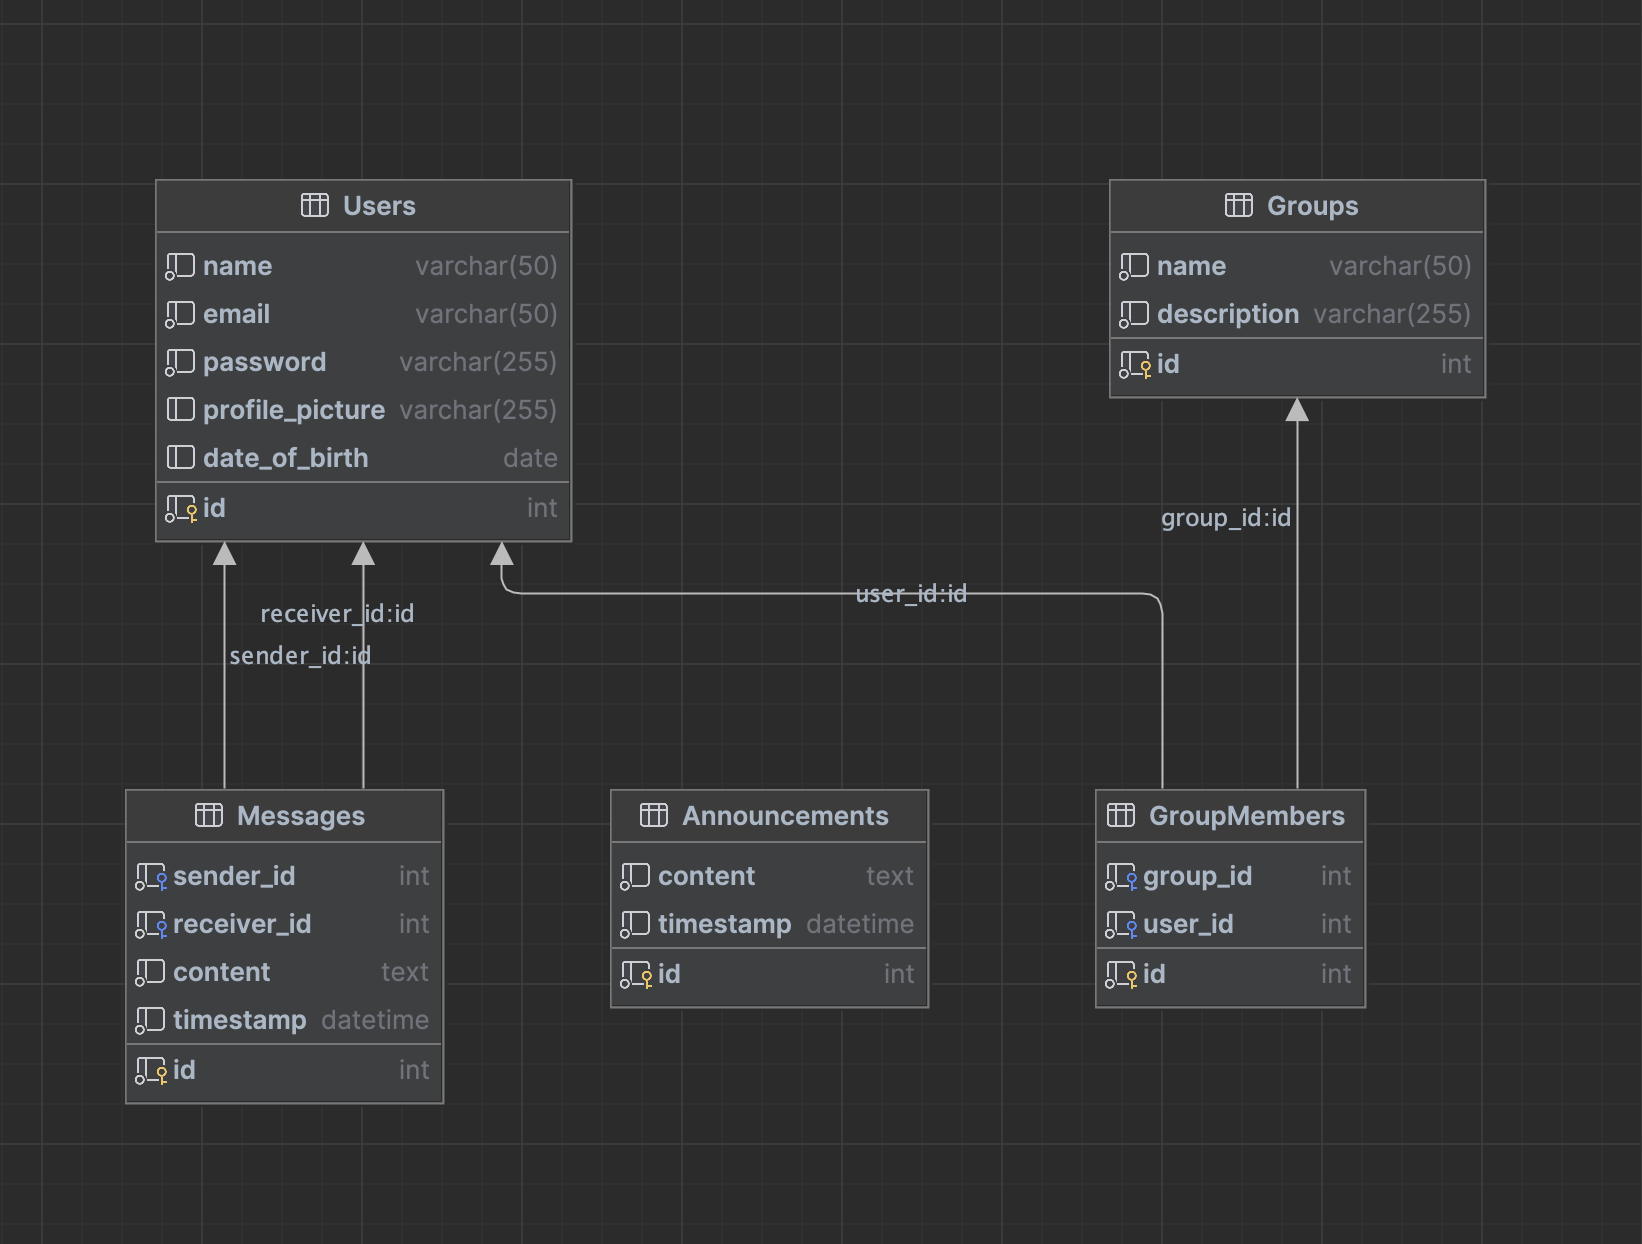 Users
name varchar(50)
email varchar(50)
password varchar(255)
profile_picture varchar(255)
date_of_birth date
id int
Groups
name varchar(50)
description varchar(255)
id int
group_id:id
user_id:id
receiver_id:id
sender_id:id
Messages
sender_id int
receiver_id int
content text
timestamp datetime
id int
Announcements
content text
timestamp datetime
id int
GroupMembers
group_id int
user_id int
id int